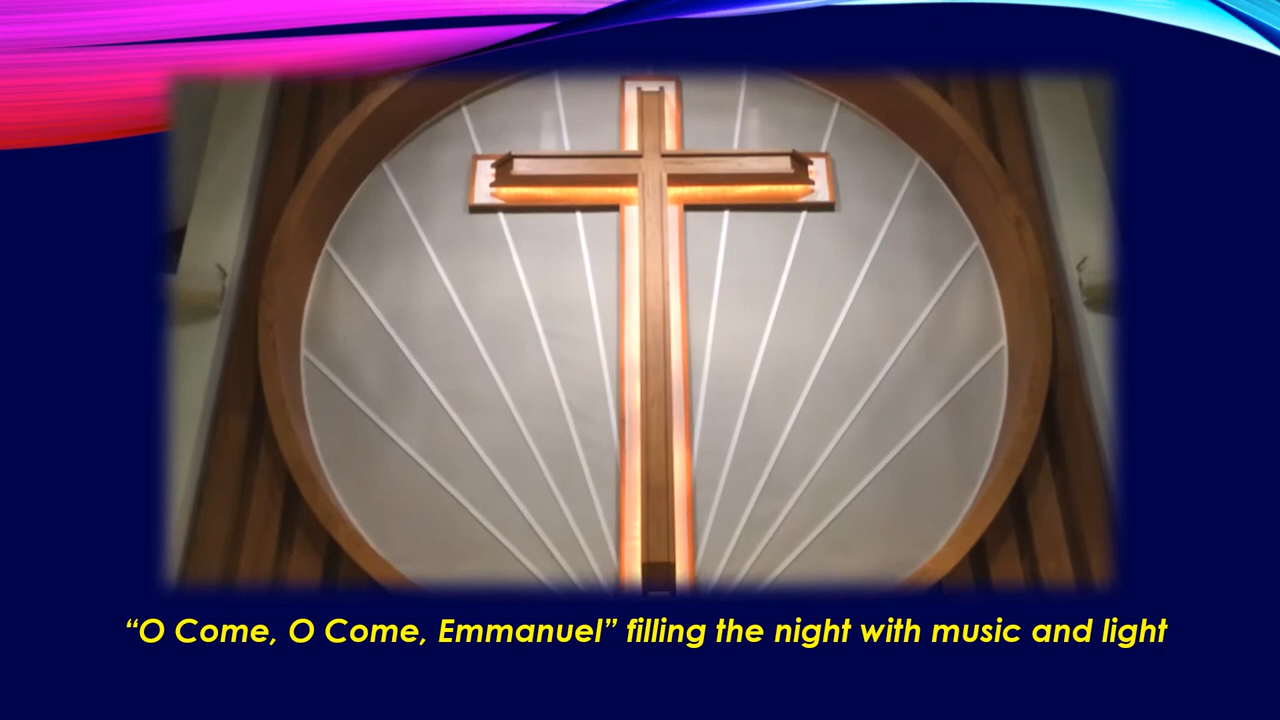 “O Come, O Come, Emmanuel” filling the night with music and light